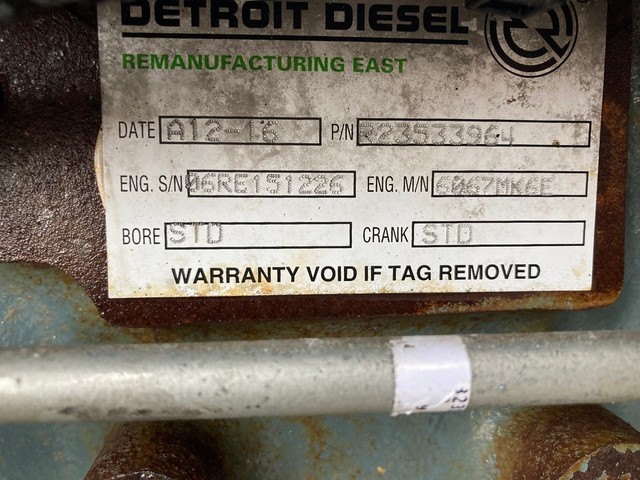 DETROIT DIESEL
REMANUFACTURING EAST
DATE A12-16 P/N R23533964
ENG. S/N 06RE151226 ENG. M/N 6067MK6E
BORE STD CRANK STD
WARRANTY VOID IF TAG REMOVED